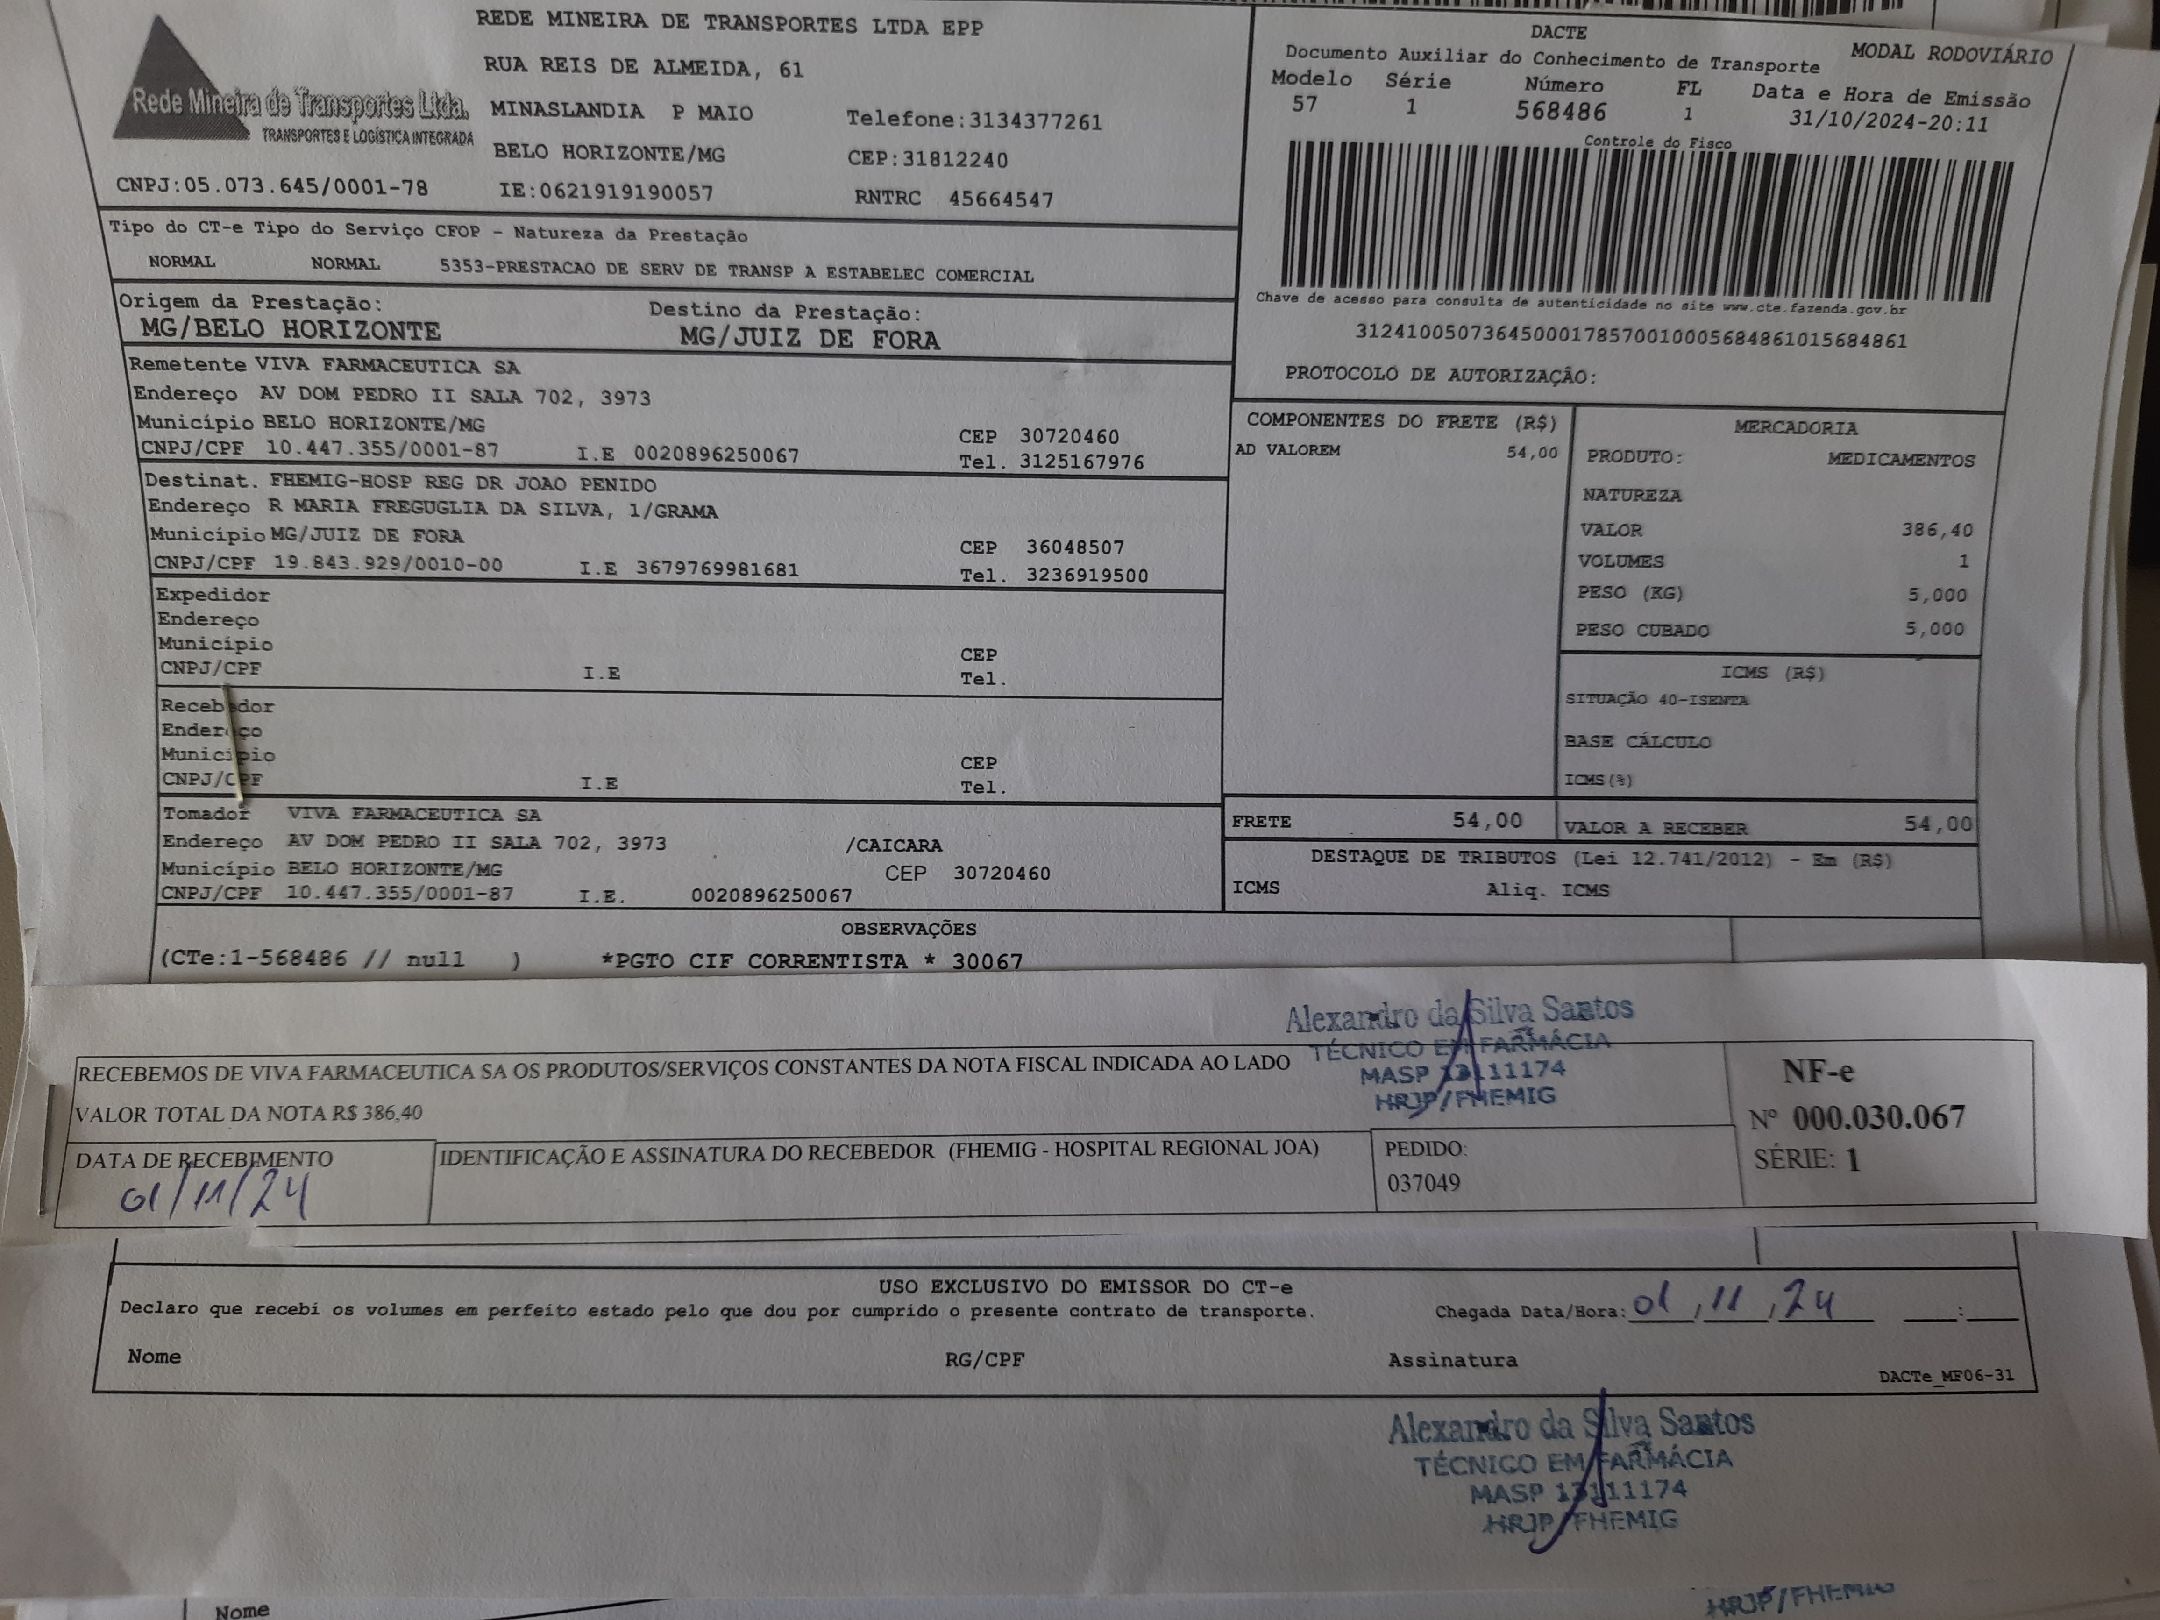 REDE MINEIRA DE TRANSPORTES LTDA EPP
RUA REIS DE ALMEIDA, 61
Rede Mineira de Transportes Ltda.
TRANSPORTES E LOGÍSTICA INTEGRADA
MINASLANDIA P MAIO Telefone:3134377261
BELO HORIZONTE/MG CEP:31812240
CNPJ:05.073.645/0001-78 IE:0621919190057 RNTRC 45664547
DACTE
Documento Auxiliar do Conhecimento de Transporte MODAL RODOVIÁRIO
Modelo Série Número FL Data e Hora de Emissão
57 1 568486 1 31/10/2024-20:11
Controle do Fisco
Chave de acesso para consulta de autenticidade no site www.cte.fazenda.gov.br
31241005073645000178570010005684861015684861
PROTOCOLO DE AUTORIZAÇÃO:
Tipo do CT-e Tipo do Serviço CFOP - Natureza da Prestação
NORMAL NORMAL 5353-PRESTACAO DE SERV DE TRANSP A ESTABELEC COMERCIAL
Origem da Prestação: Destino da Prestação:
MG/BELO HORIZONTE MG/JUIZ DE FORA
Remetente VIVA FARMACEUTICA SA
Endereço AV DOM PEDRO II SALA 702, 3973
Município BELO HORIZONTE/MG CEP 30720460
CNPJ/CPF 10.447.355/0001-87 I.E 0020896250067 Tel. 3125167976
Destinat. FHEMIG-HOSP REG DR JOAO PENIDO
Endereço R MARIA FREGUGLIA DA SILVA, 1/GRAMA
Município MG/JUIZ DE FORA CEP 36048507
CNPJ/CPF 19.843.929/0010-00 I.E 3679769981681 Tel. 3236919500
Expedidor
Endereço
Município CEP
CNPJ/CPF I.E Tel.
Recebedor
Endereço
Município CEP
CNPJ/CPF I.E Tel.
Tomador VIVA FARMACEUTICA SA
Endereço AV DOM PEDRO II SALA 702, 3973 /CAICARA
Município BELO HORIZONTE/MG CEP 30720460
CNPJ/CPF 10.447.355/0001-87 I.E. 0020896250067
COMPONENTES DO FRETE (R$)
AD VALOREM 54,00
MERCADORIA
PRODUTO: MEDICAMENTOS
NATUREZA
VALOR 386,40
VOLUMES 1
PESO (KG) 5,000
PESO CUBADO 5,000
ICMS (R$)
SITUAÇÃO 40-ISENTA
BASE CÁLCULO
ICMS(%)
FRETE 54,00 VALOR A RECEBER 54,00
DESTAQUE DE TRIBUTOS (Lei 12.741/2012) - Em (R$)
ICMS Aliq. ICMS
OBSERVAÇÕES
(CTe:1-568486 // null ) *PGTO CIF CORRENTISTA * 30067
Alexandro da Silva Santos
TÉCNICO EM FARMÁCIA
MASP 13111174
HRJP/FHEMIG
RECEBEMOS DE VIVA FARMACEUTICA SA OS PRODUTOS/SERVIÇOS CONSTANTES DA NOTA FISCAL INDICADA AO LADO
VALOR TOTAL DA NOTA R$ 386,40
NF-e
Nº 000.030.067
SÉRIE: 1
DATA DE RECEBIMENTO IDENTIFICAÇÃO E ASSINATURA DO RECEBEDOR (FHEMIG - HOSPITAL REGIONAL JOA) PEDIDO:
01/11/24 037049
USO EXCLUSIVO DO EMISSOR DO CT-e
Declaro que recebi os volumes em perfeito estado pelo que dou por cumprido o presente contrato de transporte. Chegada Data/Hora: 01,11,24 :
Nome RG/CPF Assinatura
DACTe_MF06-31
Alexandro da Silva Santos
TÉCNICO EM FARMÁCIA
MASP 13111174
HRJP/FHEMIG
HRJP/FHEMIG
Nome